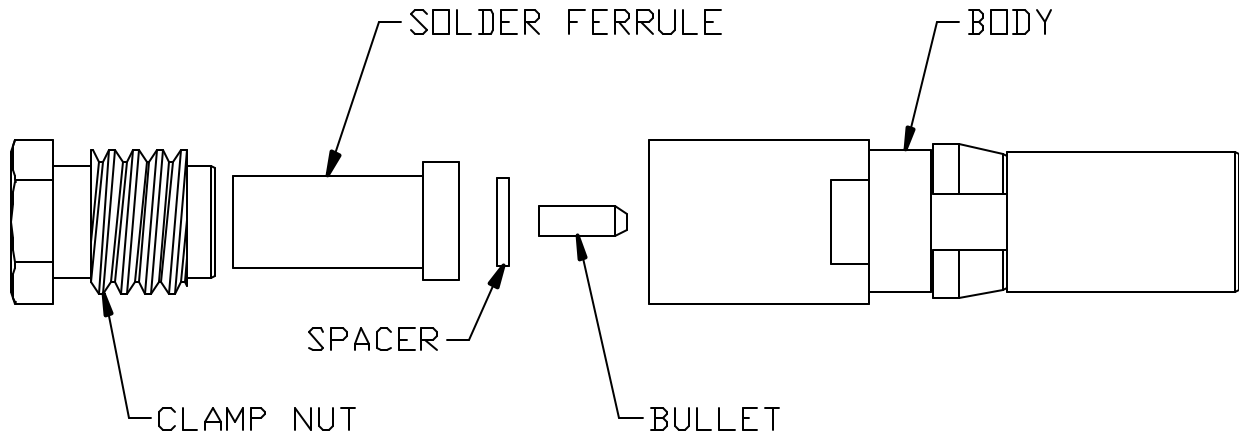 SOLDER FERRULE
BODY
SPACER
CLAMP NUT
BULLET